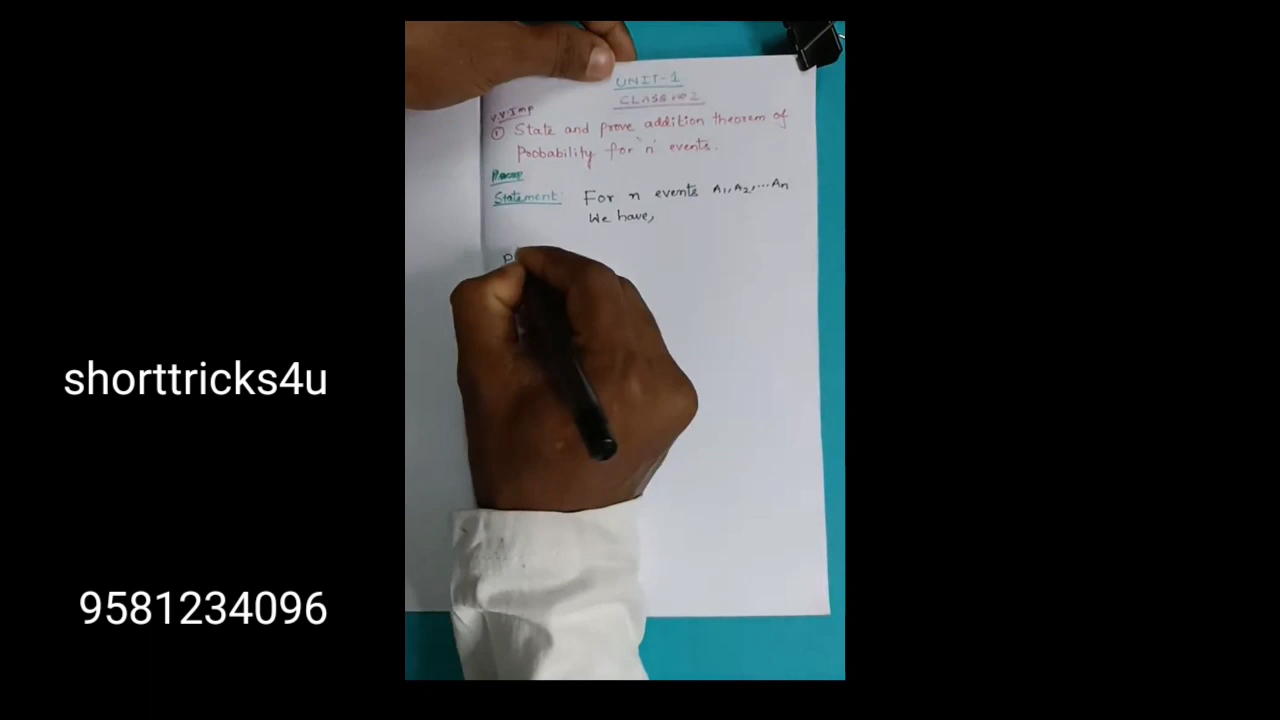 UNIT-1
CLASS no 2
V.V.Imp
① State and prove addition theorem of
Probability for 'n' events.
Statement: For n events A₁, A₂, ... Aₙ
We have,
P
shorttricks4u
9581234096